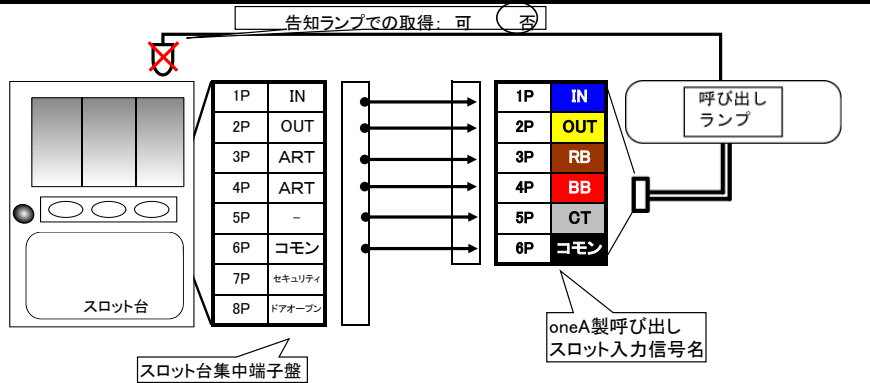 告知ランプでの取得: 可 否
1P IN
2P OUT
3P ART
4P ART
5P -
6P コモン
7P セキュリティ
8P ドアオープン
1P IN
2P OUT
3P RB
4P BB
5P CT
6P コモン
呼び出し
ランプ
スロット台
スロット台集中端子盤
oneA製呼び出し
スロット入力信号名